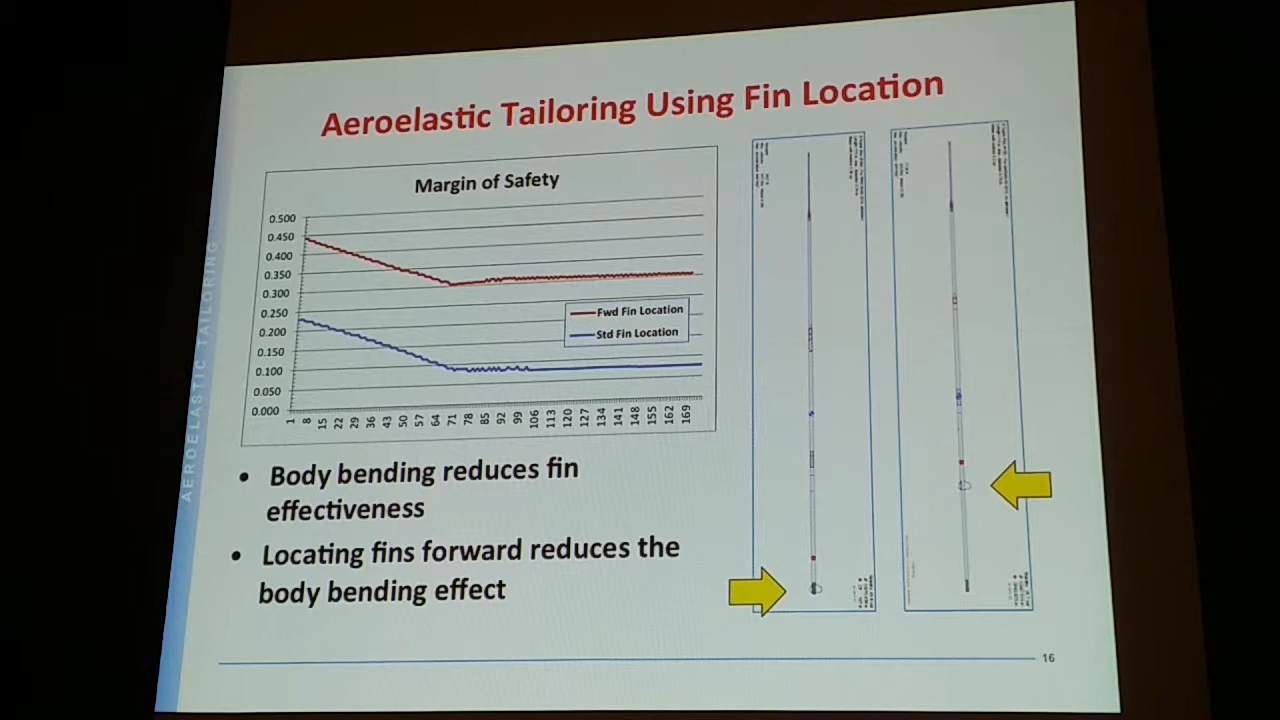 Aeroelastic Tailoring Using Fin Location
Margin of Safety
0.500
0.450
0.400
0.350
0.300
0.250
0.200
0.150
0.100
0.050
0.000
1 8 15 22 29 36 43 50 57 64 71 78 85 92 99 106 113 120 127 134 141 148 155 162 169
Fwd Fin Location
Std Fin Location
• Body bending reduces fin
effectiveness
• Locating fins forward reduces the
body bending effect
AEROELASTIC TAILORING
16